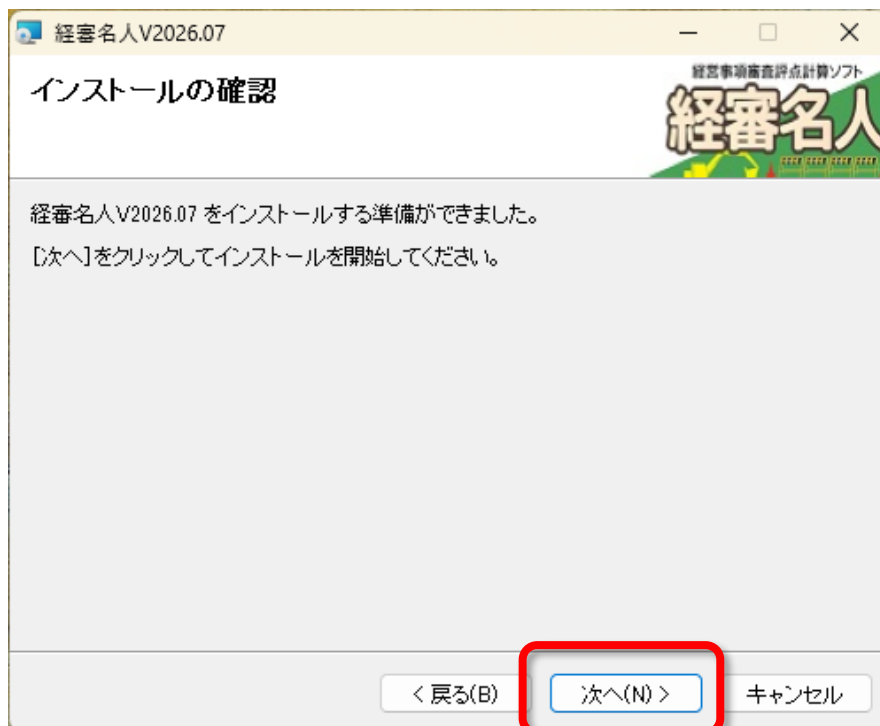 経審名人V2026.07
インストールの確認
経営事項審査評点計算ソフト
経審名人
経審名人V2026.07 をインストールする準備ができました。
[次へ]をクリックしてインストールを開始してください。
< 戻る(B)
次へ(N) >
キャンセル